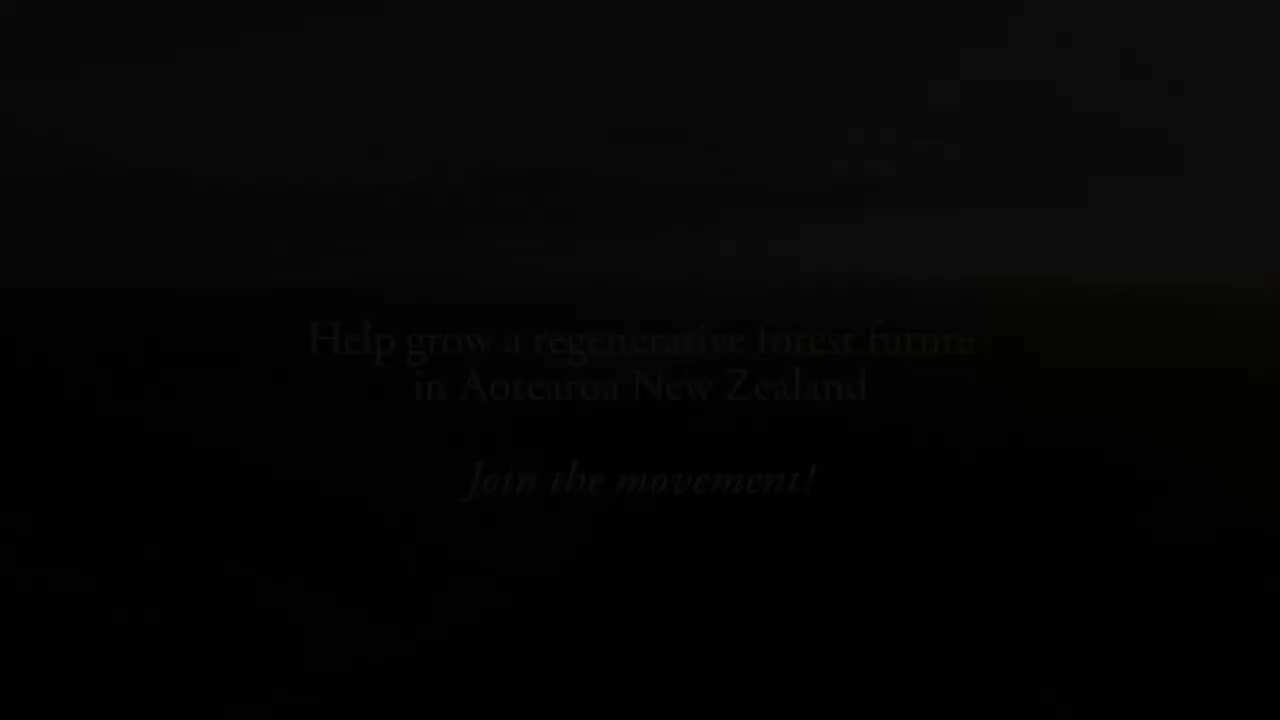 Help grow a regenerative forest future
in Aotearoa New Zealand
Join the movement!